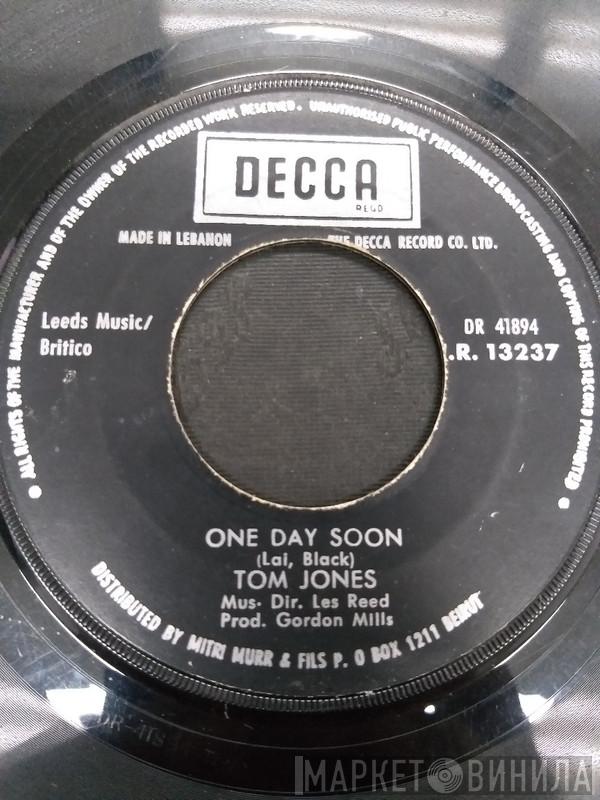 ALL RIGHTS OF THE MANUFACTURER AND OF THE OWNER OF THE RECORDED WORK RESERVED. UNAUTHORISED PUBLIC PERFORMANCE BROADCASTING AND COPYING OF THIS RECORD PROHIBITED
DECCA
REGD
MADE IN LEBANON
THE DECCA RECORD CO. LTD.
Leeds Music/
Britico
DR 41894
.R. 13237
ONE DAY SOON
(Lai, Black)
TOM JONES
Mus. Dir. Les Reed
Prod. Gordon Mills
DISTRIBUTED BY MITRI MURR & FILS P. O BOX 1211 BEIRUT
МАРКЕТ ВИНИЛА